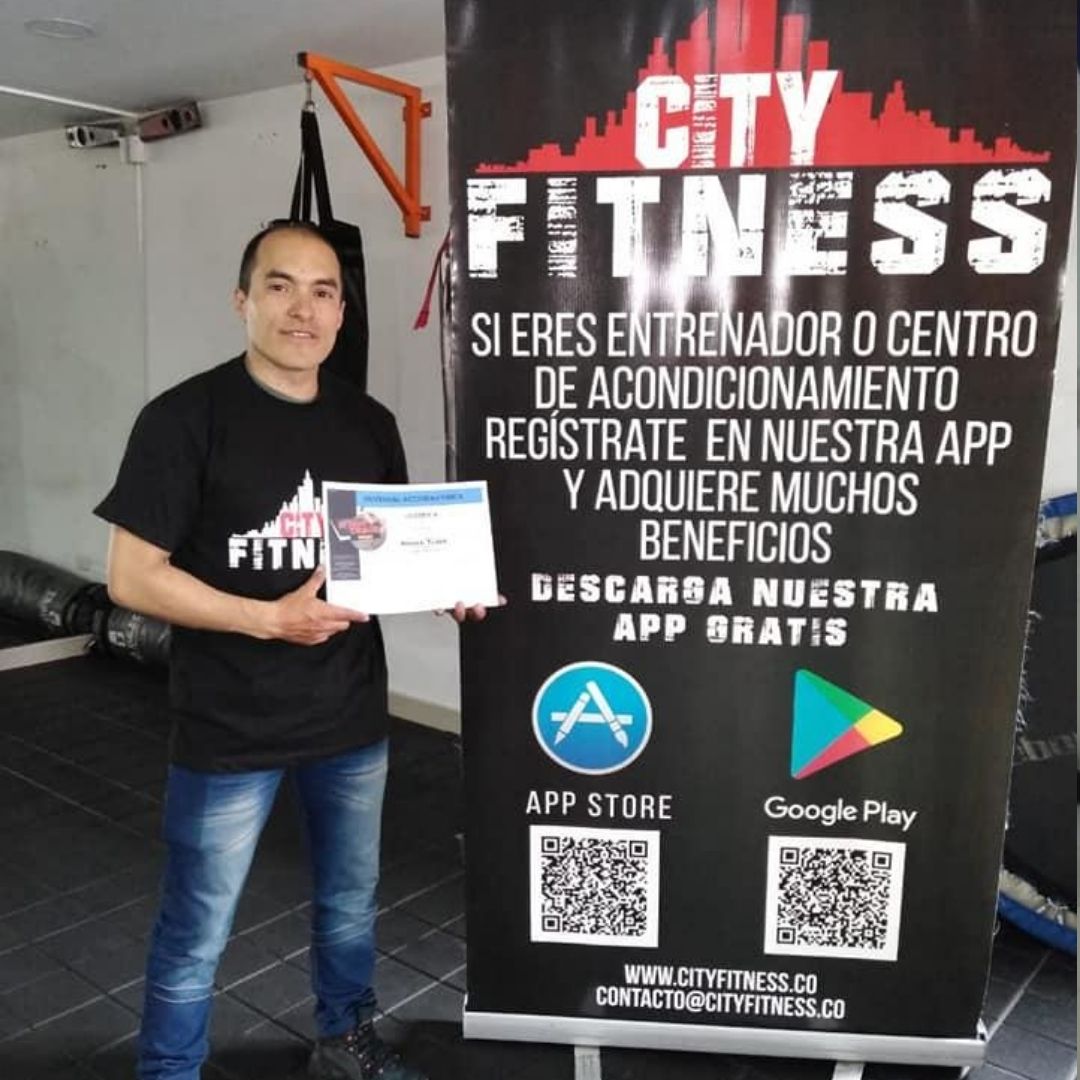 CITY
FITNESS
SI ERES ENTRENADOR O CENTRO
DE ACONDICIONAMIENTO
REGÍSTRATE EN NUESTRA APP
Y ADQUIERE MUCHOS
BENEFICIOS
DESCARGA NUESTRA
APP GRATIS
APP STORE
Google Play
WWW.CITYFITNESS.CO
CONTACTO@CITYFITNESS.CO
CITY
FITN